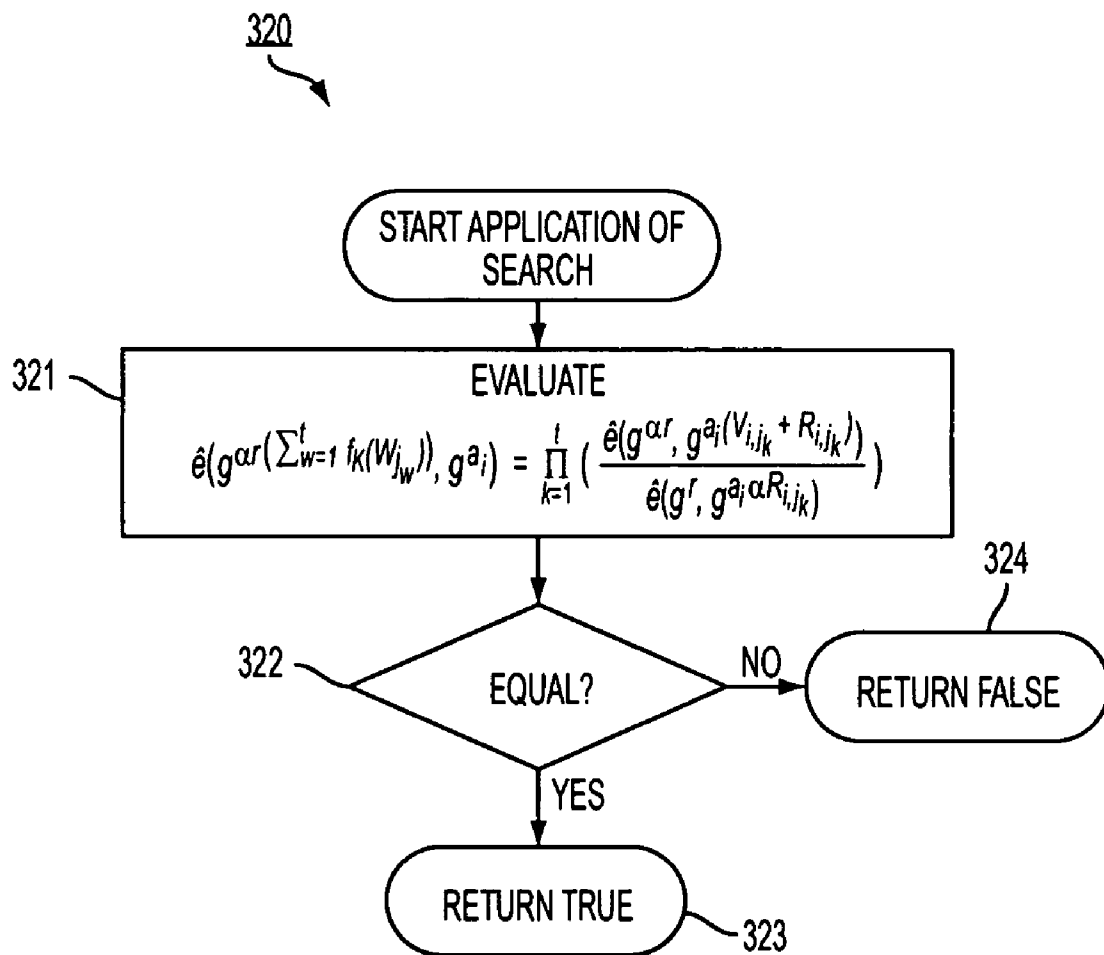 320
START APPLICATION OF
SEARCH
321
EVALUATE
ê(g^{αr(∑_{w=1}^{t} f_K(W_{j_w}))}, g^{a_i}) = ∏_{k=1}^{t} ( ê(g^{αr}, g^{a_i(V_{i,j_k} + R_{i,j_k})}) / ê(g^r, g^{a_i αR_{i,j_k}}) )
322
EQUAL?
NO
324
RETURN FALSE
YES
RETURN TRUE
323